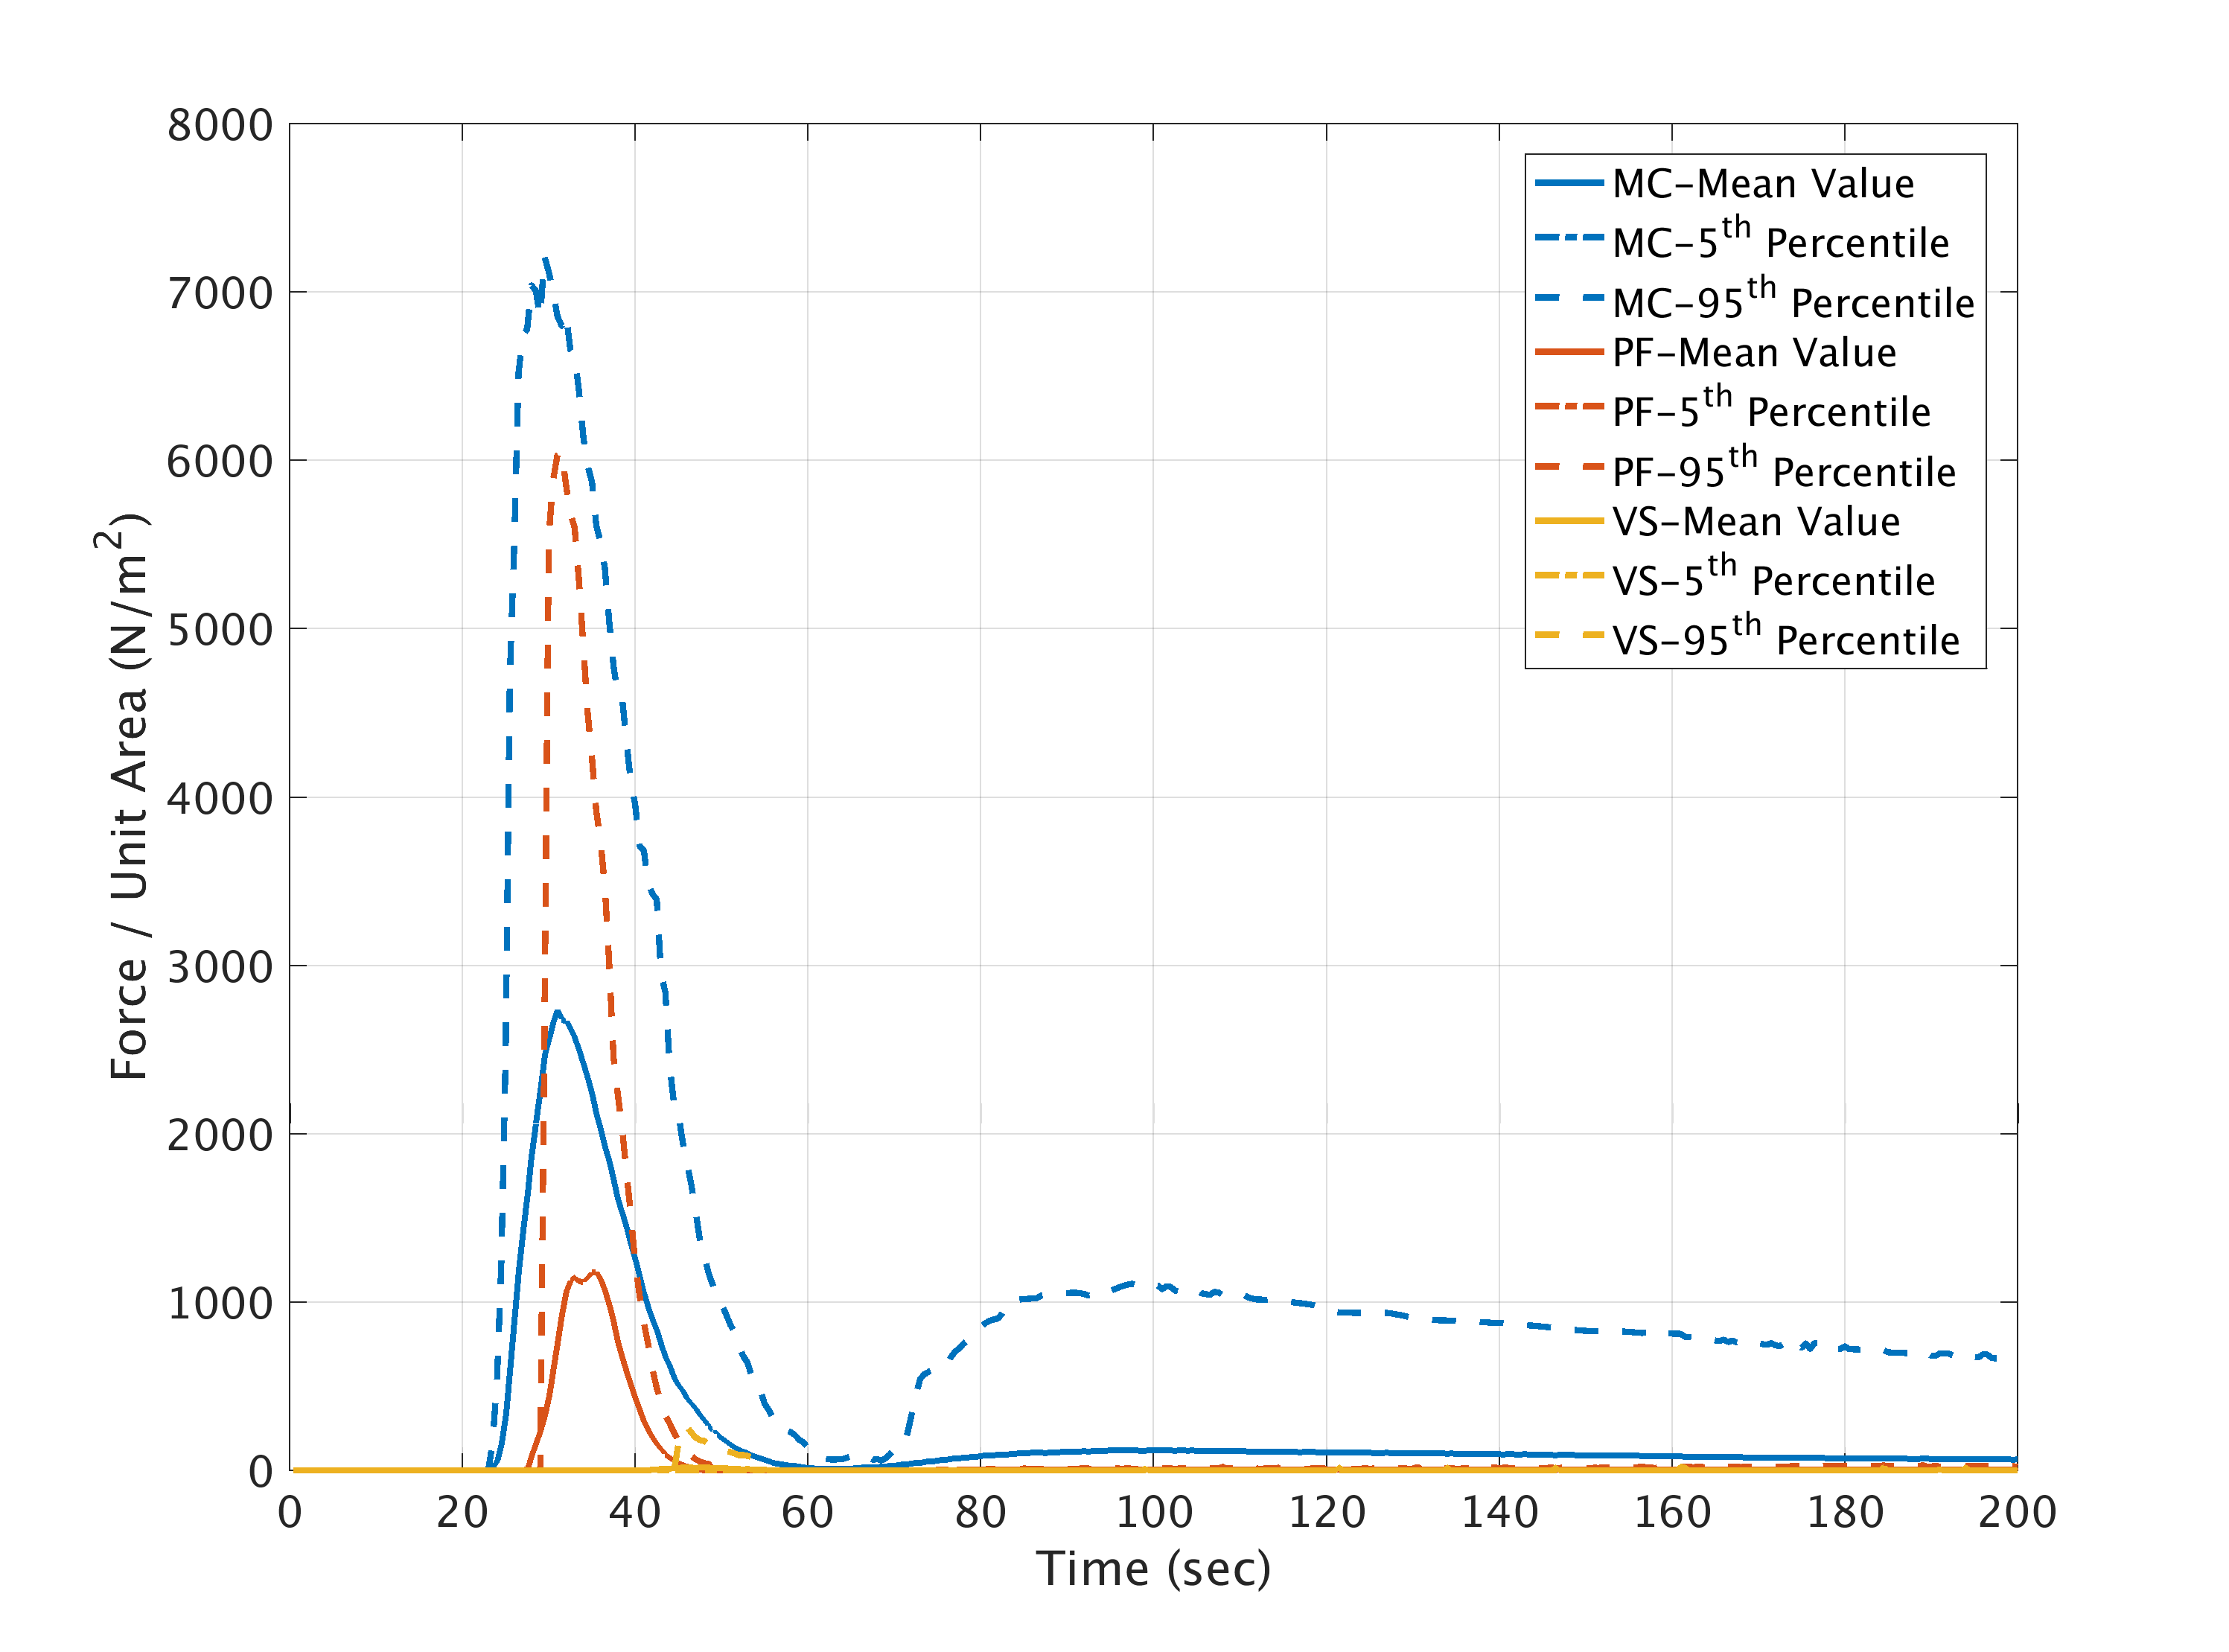 8000
7000
6000
5000
4000
3000
2000
1000
0
Force / Unit Area (N/m²)
MC–Mean Value
MC–5ᵗʰ Percentile
MC–95ᵗʰ Percentile
PF–Mean Value
PF–5ᵗʰ Percentile
PF–95ᵗʰ Percentile
VS–Mean Value
VS–5ᵗʰ Percentile
VS–95ᵗʰ Percentile
0 20 40 60 80 100 120 140 160 180 200
Time (sec)